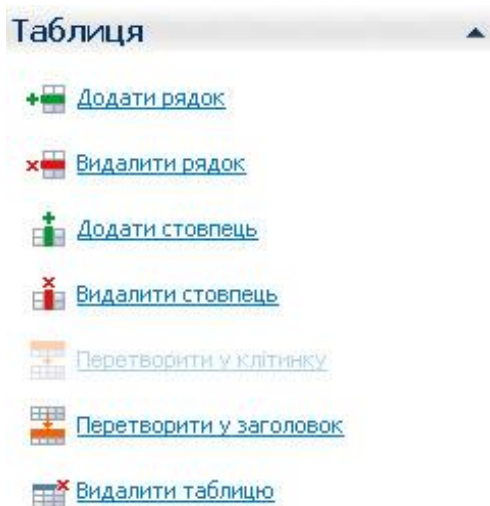 Таблиця
Додати рядок
Видалити рядок
Додати стовпець
Видалити стовпець
Перетворити у клітинку
Перетворити у заголовок
Видалити таблицю